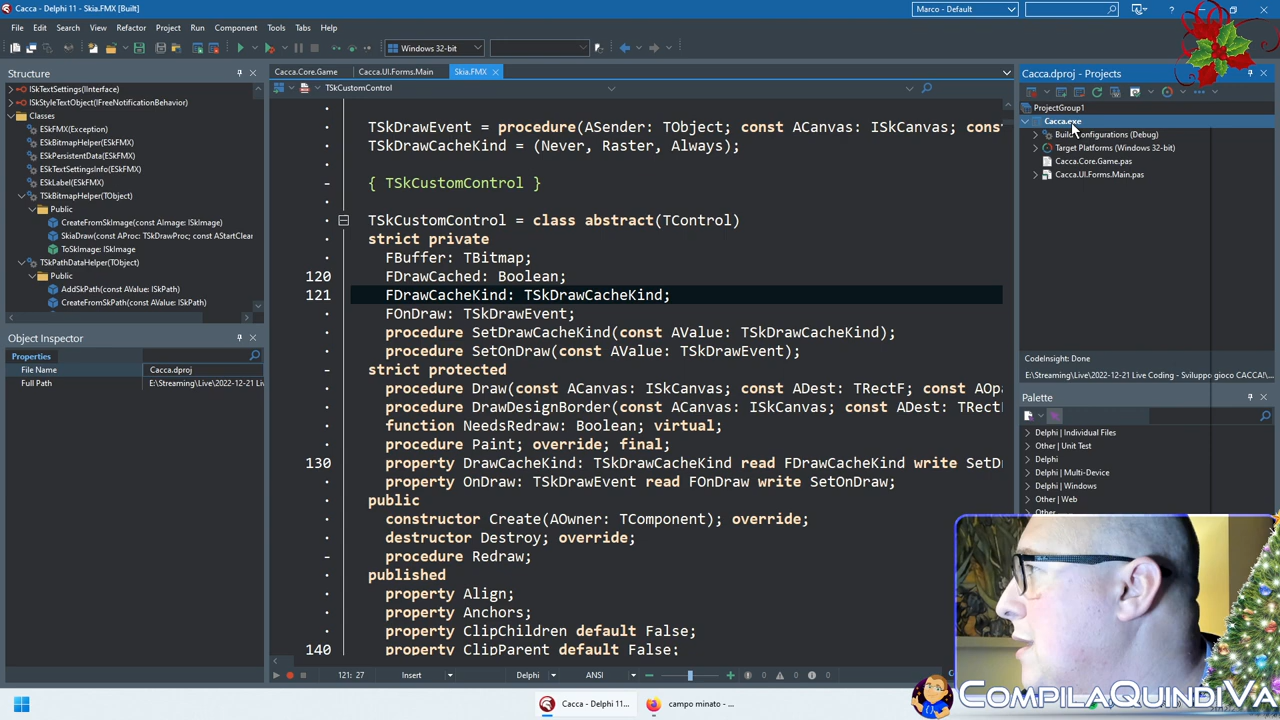 Cacca - Delphi 11 - Skia.FMX [Built]
Marco - Default
File Edit Search View Refactor Project Run Component Tools Tabs Help
Windows 32-bit
Structure
Cacca.Core.Game Cacca.UI.Forms.Main Skia.FMX
Cacca.dproj - Projects
TSkCustomControl
ISkTextSettings(Interface)
ISkStyleTextObject(IFreeNotificationBehavior)
Classes
ESkFMX(Exception)
ESkBitmapHelper(ESkFMX)
ESkPersistentData(ESkFMX)
ESkTextSettingsInfo(ESkFMX)
ESkLabel(ESkFMX)
TSkBitmapHelper(TObject)
Public
CreateFromSkImage(const AImage: ISkImage)
SkiaDraw(const AProc: TSkDrawProc; const AStartClear
ToSkImage: ISkImage
TSkPathDataHelper(TObject)
Public
AddSkPath(const AValue: ISkPath)
CreateFromSkPath(const AValue: ISkPath)
Object Inspector
Properties
File Name Cacca.dproj
Full Path E:\Streaming\Live\2022-12-21 Li
TSkDrawEvent = procedure(ASender: TObject; const ACanvas: ISkCanvas; cons
TSkDrawCacheKind = (Never, Raster, Always);
{ TSkCustomControl }
TSkCustomControl = class abstract(TControl)
strict private
FBuffer: TBitmap;
120 FDrawCached: Boolean;
121 FDrawCacheKind: TSkDrawCacheKind;
FOnDraw: TSkDrawEvent;
procedure SetDrawCacheKind(const AValue: TSkDrawCacheKind);
procedure SetOnDraw(const AValue: TSkDrawEvent);
strict protected
procedure Draw(const ACanvas: ISkCanvas; const ADest: TRectF; const AOpa
procedure DrawDesignBorder(const ACanvas: ISkCanvas; const ADest: TRectF
function NeedsRedraw: Boolean; virtual;
procedure Paint; override; final;
130 property DrawCacheKind: TSkDrawCacheKind read FDrawCacheKind write SetDr
property OnDraw: TSkDrawEvent read FOnDraw write SetOnDraw;
public
constructor Create(AOwner: TComponent); override;
destructor Destroy; override;
procedure Redraw;
published
property Align;
property Anchors;
property ClipChildren default False;
140 property ClipParent default False;
121: 27 Insert Delphi ANSI 0 0 0
ProjectGroup1
Cacca.exe
Build Configurations (Debug)
Target Platforms (Windows 32-bit)
Cacca.Core.Game.pas
Cacca.UI.Forms.Main.pas
CodeInsight: Done
E:\Streaming\Live\2022-12-21 Live Coding - Sviluppo gioco CACCA!\...
Palette
Delphi | Individual Files
Other | Unit Test
Delphi
Delphi | Multi-Device
Delphi | Windows
Other | Web
Other
CompilaQuindiVa
Cacca - Delphi 11...
campo minato - ...